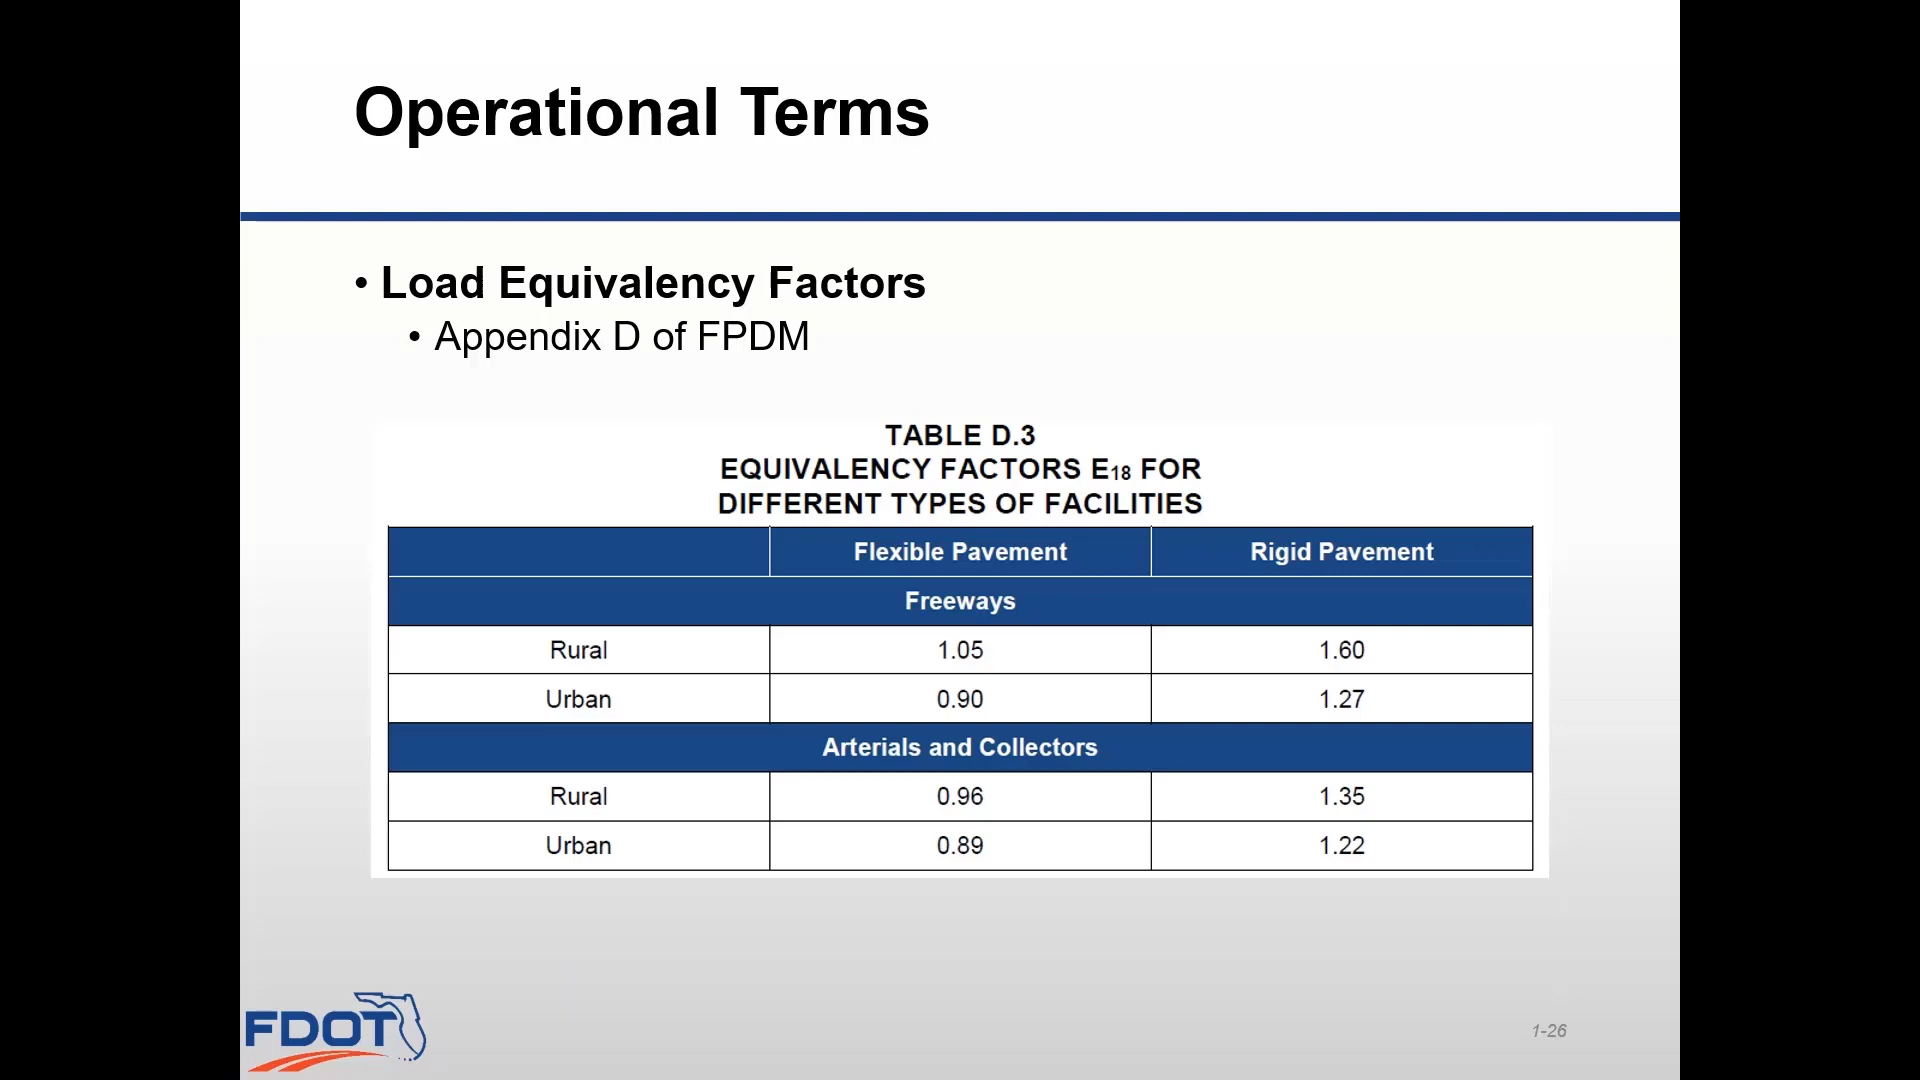 Operational Terms
• Load Equivalency Factors
• Appendix D of FPDM
TABLE D.3
EQUIVALENCY FACTORS E18 FOR
DIFFERENT TYPES OF FACILITIES
Flexible Pavement Rigid Pavement
Freeways
Rural 1.05 1.60
Urban 0.90 1.27
Arterials and Collectors
Rural 0.96 1.35
Urban 0.89 1.22
FDOT
1-26